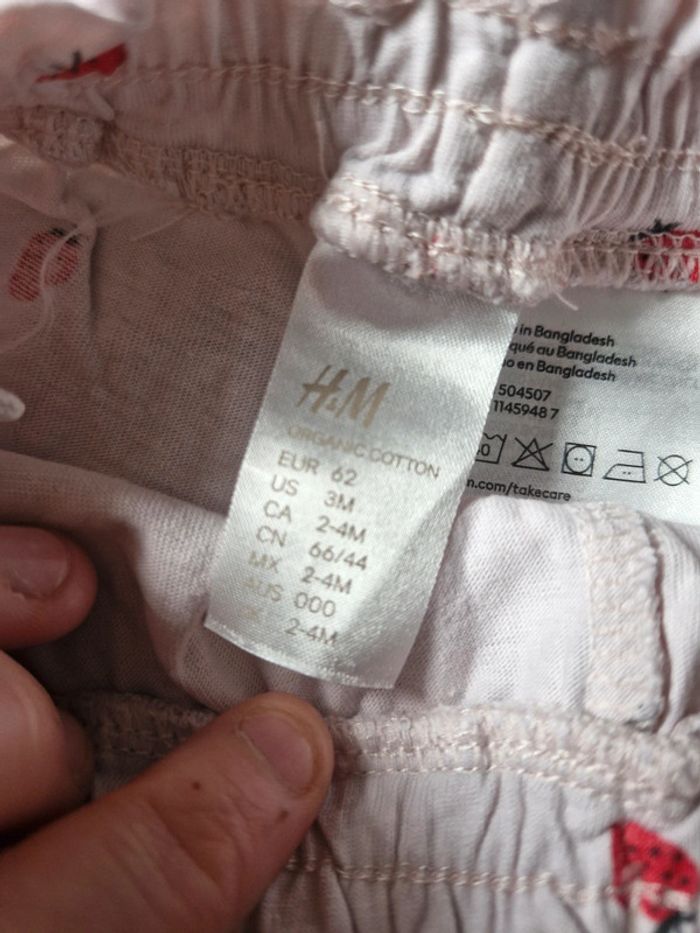 H&M
ORGANIC COTTON
EUR 62
US 3M
CA 2-4M
CN 66/44
MX 2-4M
AUS 000
2-4M
in Bangladesh
qué au Bangladesh
o en Bangladesh
504507
1145948 7
.com/takecare